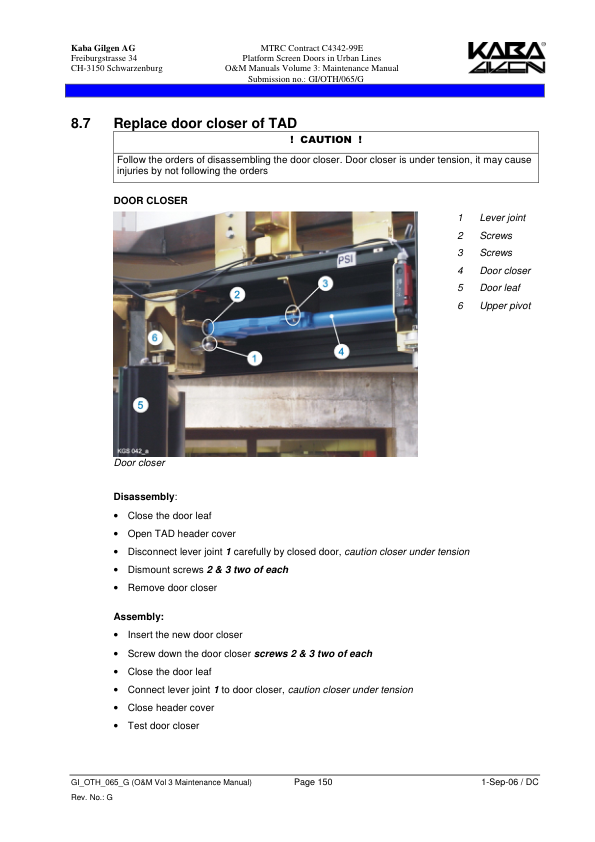 Kaba Gilgen AG
Freiburgstrasse 34
CH-3150 Schwarzenburg
MTRC Contract C4342-99E
Platform Screen Doors in Urban Lines
O&M Manuals Volume 3: Maintenance Manual
Submission no.: GI/OTH/065/G
KABA®
GILGEN
8.7 Replace door closer of TAD
! CAUTION !
Follow the orders of disassembling the door closer. Door closer is under tension, it may cause
injuries by not following the orders
DOOR CLOSER
PSI
3
2
6
1
4
5
KGS 042_a
1 Lever joint
2 Screws
3 Screws
4 Door closer
5 Door leaf
6 Upper pivot
Door closer
Disassembly:
• Close the door leaf
• Open TAD header cover
• Disconnect lever joint 1 carefully by closed door, caution closer under tension
• Dismount screws 2 & 3 two of each
• Remove door closer
Assembly:
• Insert the new door closer
• Screw down the door closer screws 2 & 3 two of each
• Close the door leaf
• Connect lever joint 1 to door closer, caution closer under tension
• Close header cover
• Test door closer
GI_OTH_065_G (O&M Vol 3 Maintenance Manual) Page 150 1-Sep-06 / DC
Rev. No.: G